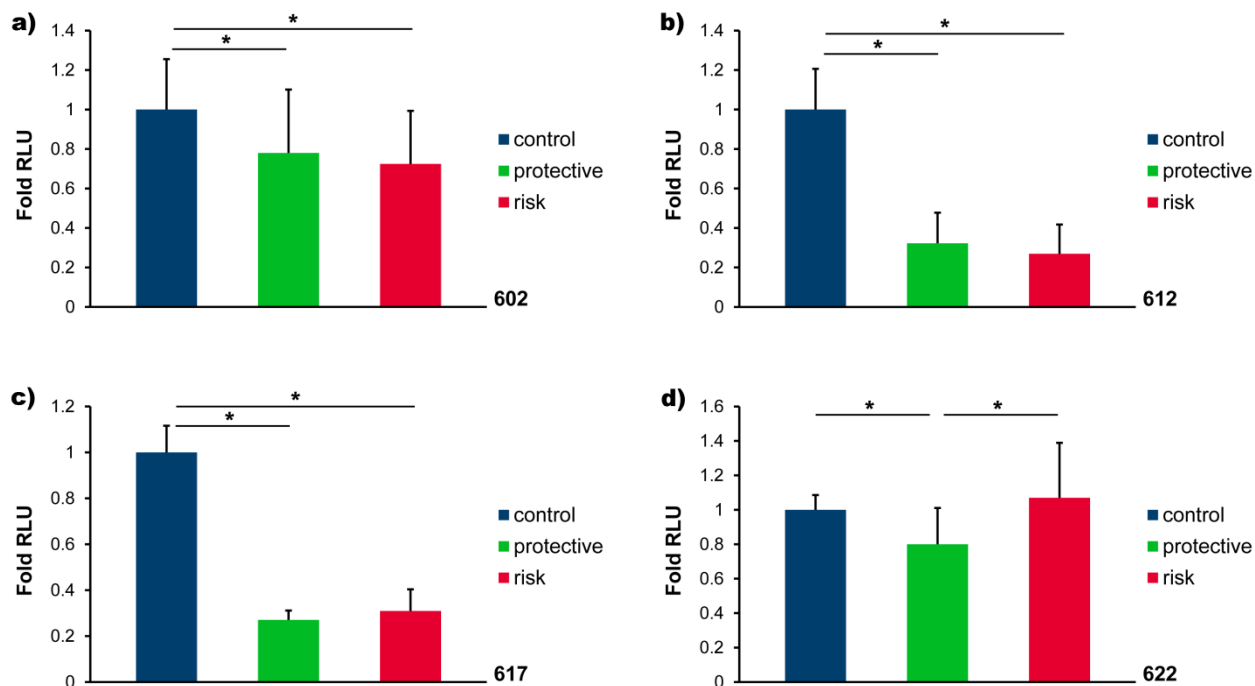 a)
Fold RLU
1.4
1.2
1
0.8
0.6
0.4
0.2
0
*
*
control
protective
risk
602
b)
Fold RLU
1.4
1.2
1
0.8
0.6
0.4
0.2
0
*
*
control
protective
risk
612
c)
Fold RLU
1.2
1
0.8
0.6
0.4
0.2
0
*
*
control
protective
risk
617
d)
Fold RLU
1.6
1.4
1.2
1
0.8
0.6
0.4
0.2
0
* *
control
protective
risk
622